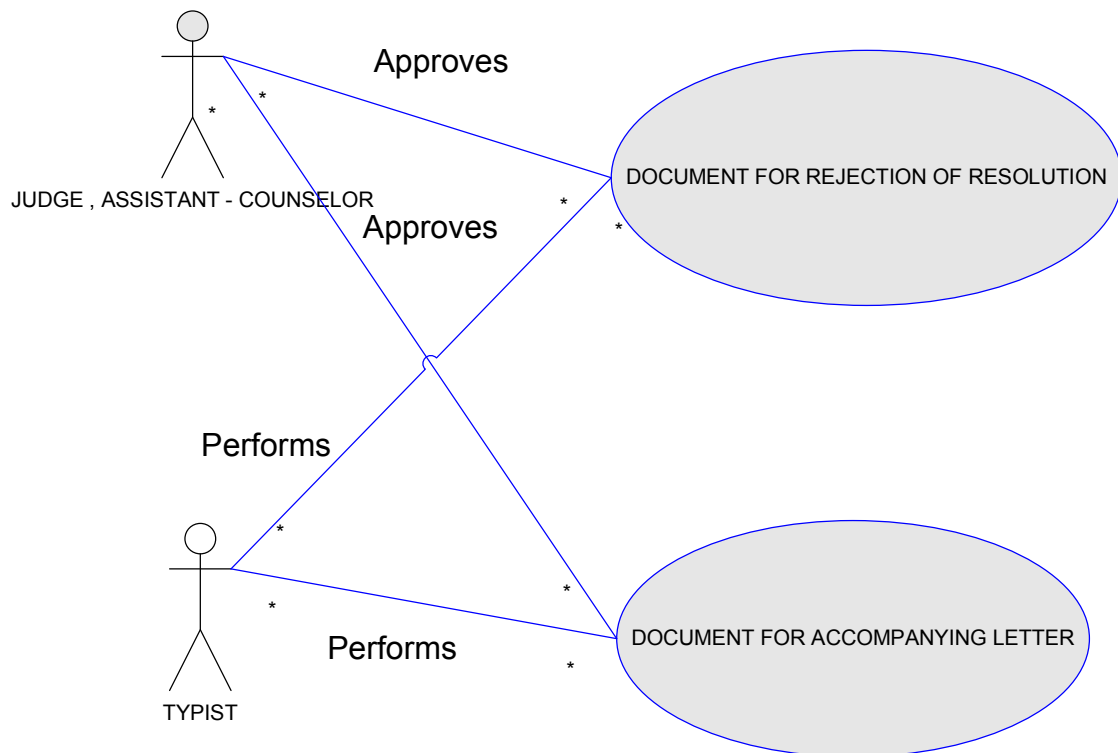 Approves
*
*
DOCUMENT FOR REJECTION OF RESOLUTION
JUDGE , ASSISTANT - COUNSELOR
*
Approves
*
Performs
*
*
*
DOCUMENT FOR ACCOMPANYING LETTER
Performs
*
TYPIST